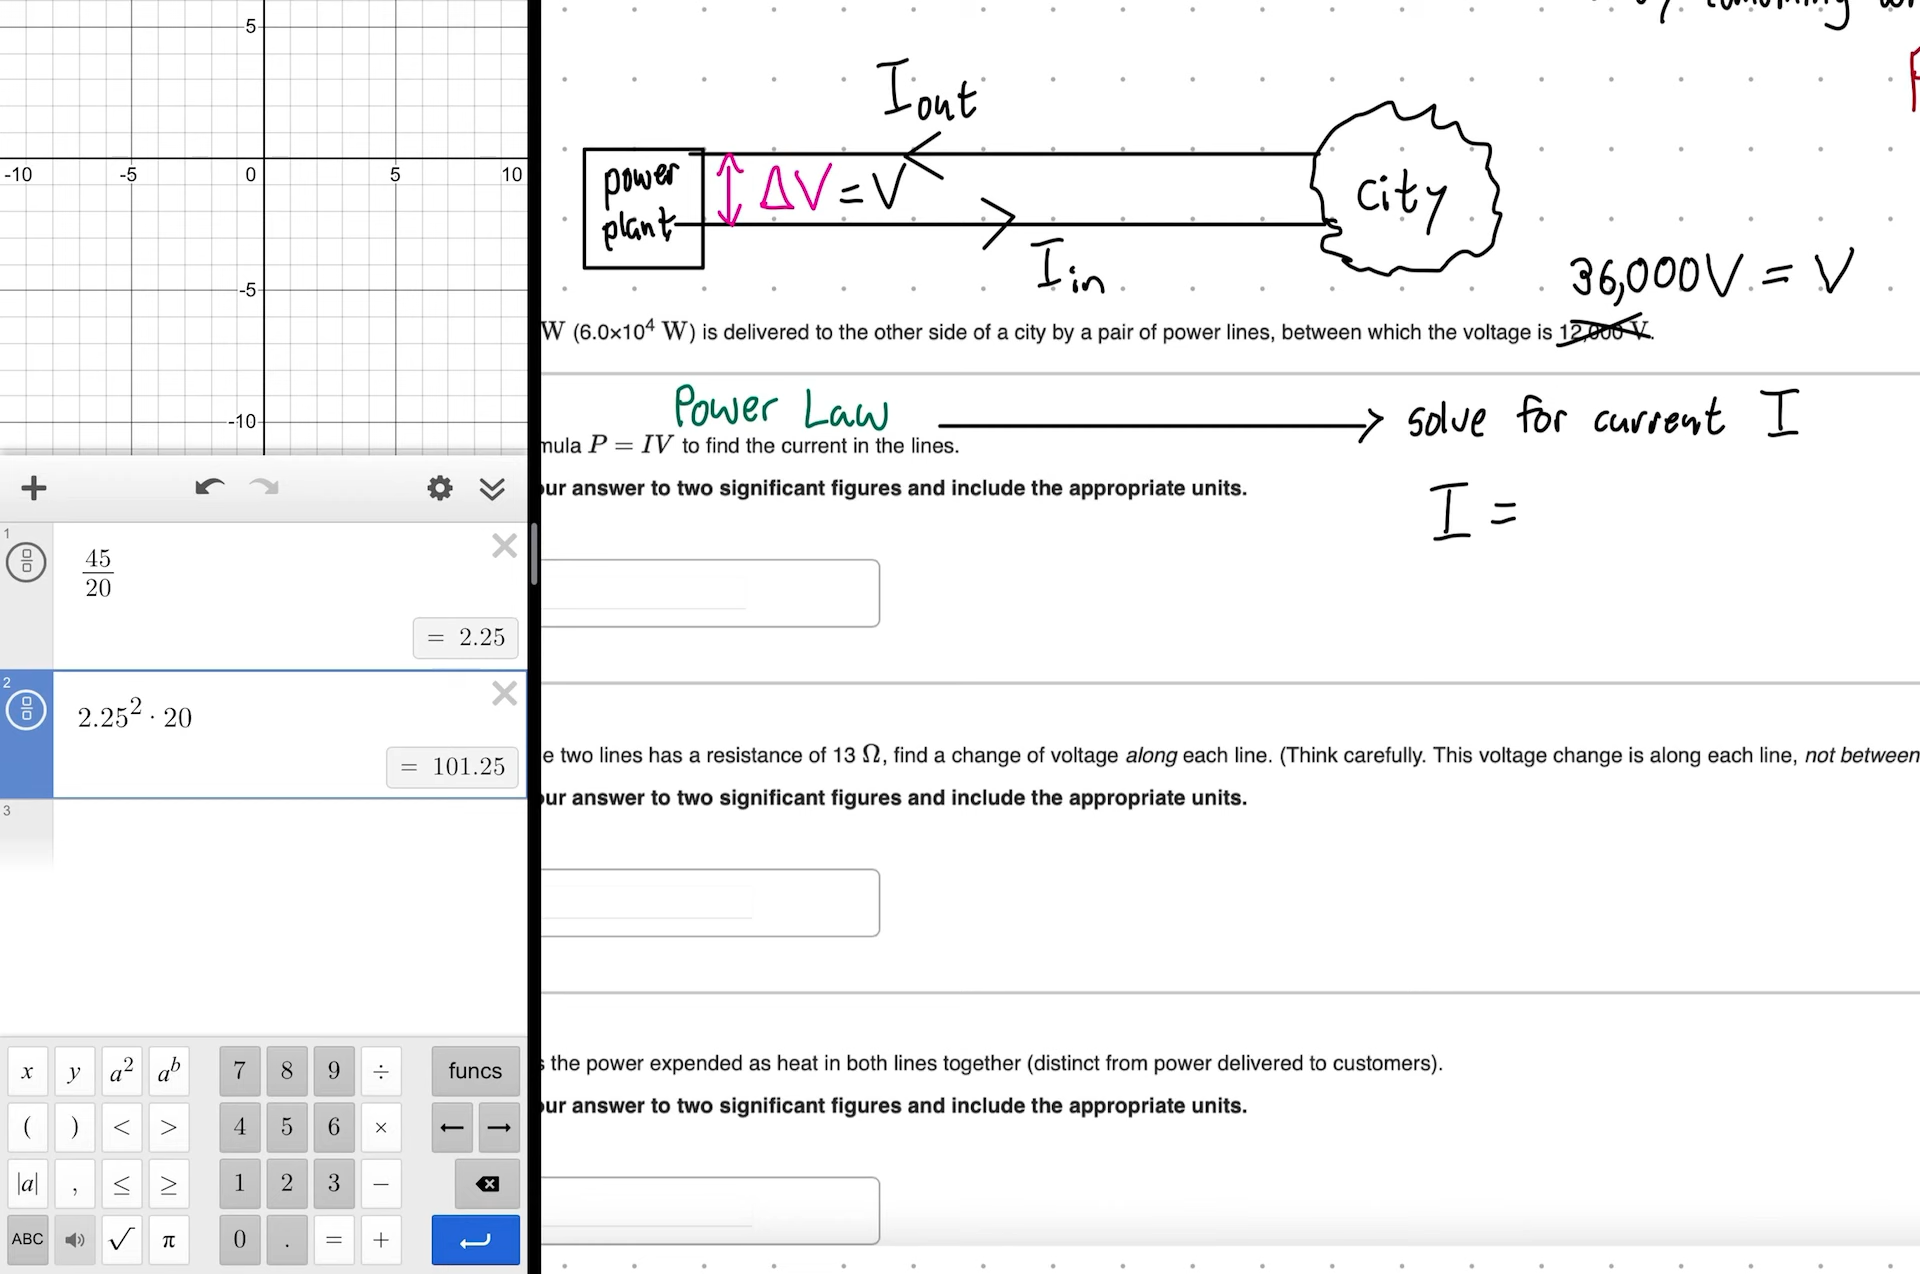 5
-10 -5 0 5 10
-5
-10
1
45
20
= 2.25
2
2.25² · 20
= 101.25
3
x y a² aᵇ 7 8 9 ÷ funcs
( ) < > 4 5 6 × ← →
|a| , ≤ ≥ 1 2 3 −
ABC √ π 0 . = +
I out
power plant
ΔV = V
city
I in
36,000V = V
W (6.0×10⁴ W) is delivered to the other side of a city by a pair of power lines, between which the voltage is 12,000 V.
Power Law → solve for current I
mula P = IV to find the current in the lines.
our answer to two significant figures and include the appropriate units.
I =
e two lines has a resistance of 13 Ω, find a change of voltage along each line. (Think carefully. This voltage change is along each line, not between
our answer to two significant figures and include the appropriate units.
s the power expended as heat in both lines together (distinct from power delivered to customers).
our answer to two significant figures and include the appropriate units.